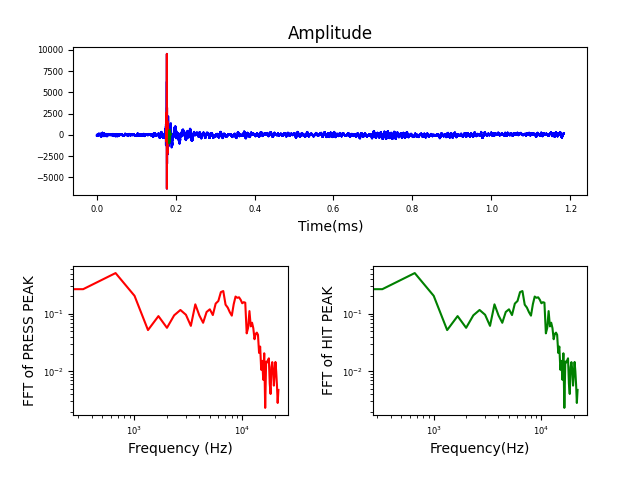 Amplitude
10000
7500
5000
2500
0
−2500
−5000
0.0 0.2 0.4 0.6 0.8 1.0 1.2
Time(ms)
FFT of PRESS PEAK
10⁻¹
10⁻²
10³ 10⁴
Frequency (Hz)
FFT of HIT PEAK
10⁻¹
10⁻²
10³ 10⁴
Frequency(Hz)